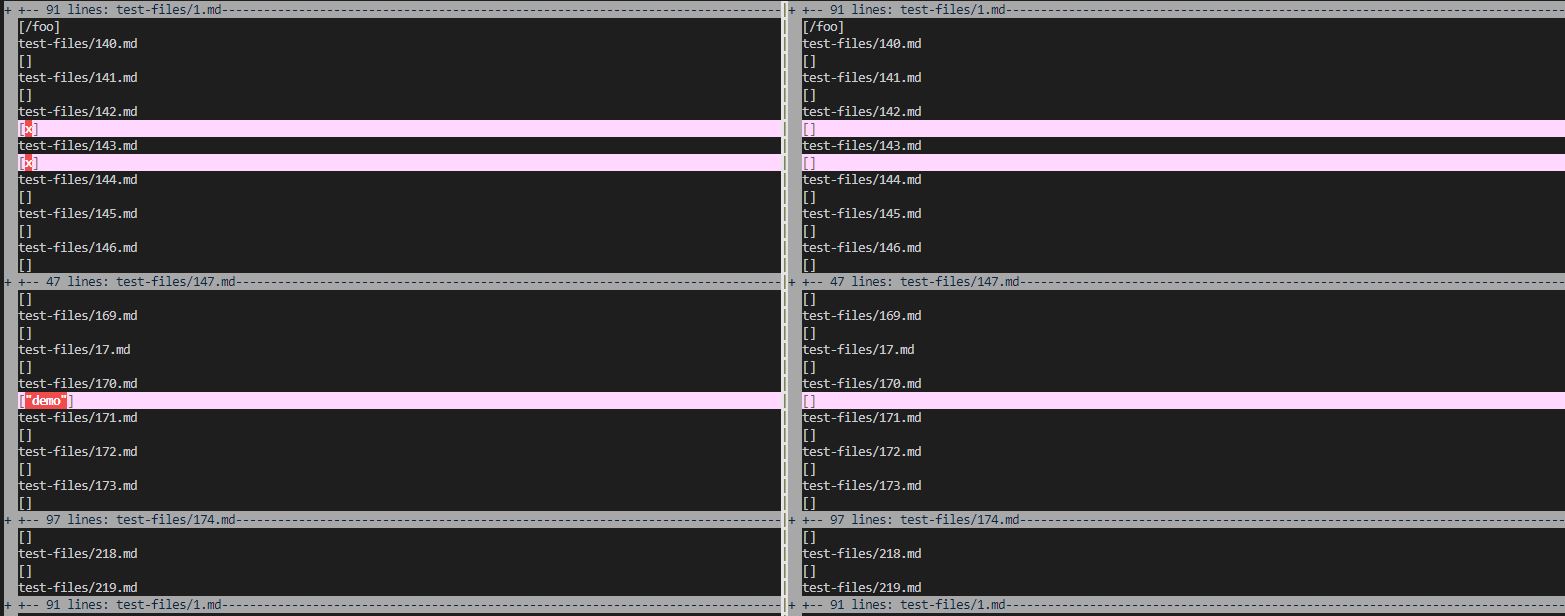 + +-- 91 lines: test-files/1.md--------------------------------------------------------------------------------
[/foo]
test-files/140.md
[]
test-files/141.md
[]
test-files/142.md
[x]
test-files/143.md
[x]
test-files/144.md
[]
test-files/145.md
[]
test-files/146.md
[]
+ +-- 47 lines: test-files/147.md------------------------------------------------------------------------------
[]
test-files/169.md
[]
test-files/17.md
[]
test-files/170.md
["demo"]
test-files/171.md
[]
test-files/172.md
[]
test-files/173.md
[]
+ +-- 97 lines: test-files/174.md------------------------------------------------------------------------------
[]
test-files/218.md
[]
test-files/219.md
+ +-- 91 lines: test-files/1.md--------------------------------------------------------------------------------
+ +-- 91 lines: test-files/1.md--------------------------------------------------------------------------------
[/foo]
test-files/140.md
[]
test-files/141.md
[]
test-files/142.md
[]
test-files/143.md
[]
test-files/144.md
[]
test-files/145.md
[]
test-files/146.md
[]
+ +-- 47 lines: test-files/147.md------------------------------------------------------------------------------
[]
test-files/169.md
[]
test-files/17.md
[]
test-files/170.md
[]
test-files/171.md
[]
test-files/172.md
[]
test-files/173.md
[]
+ +-- 97 lines: test-files/174.md------------------------------------------------------------------------------
[]
test-files/218.md
[]
test-files/219.md
+ +-- 91 lines: test-files/1.md--------------------------------------------------------------------------------